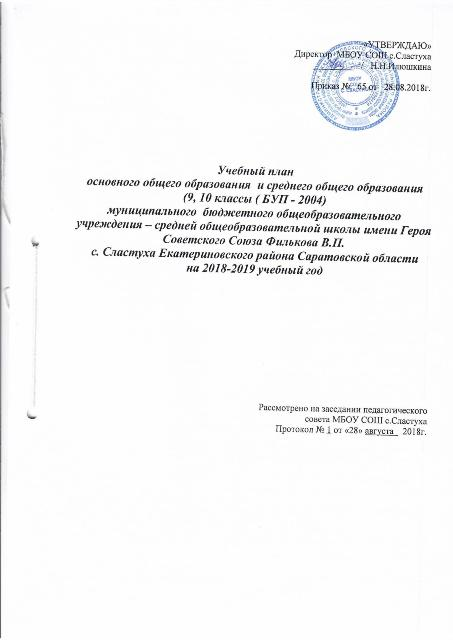 «УТВЕРЖДАЮ»
Директор МБОУ СОШ с.Сластуха
Н.Н.Илюшкина
Приказ № 65 от 28.08.2018г.
Учебный план
основного общего образования и среднего общего образования
(9, 10 классы ( БУП - 2004)
муниципального бюджетного общеобразовательного
учреждения – средней общеобразовательной школы имени Героя
Советского Союза Филькова В.П.
с. Сластуха Екатериновского района Саратовской области
на 2018-2019 учебный год
Рассмотрено на заседании педагогического
совета МБОУ СОШ с.Сластуха
Протокол № 1 от «28» августа 2018г.